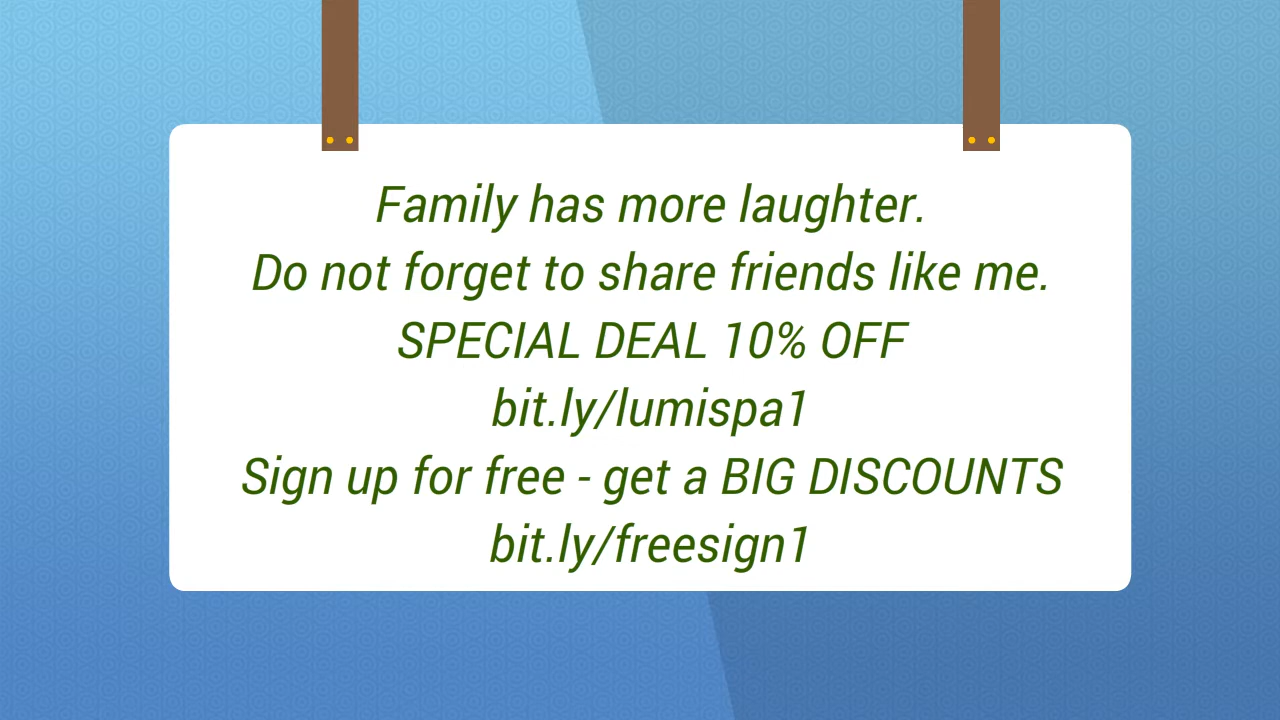 Family has more laughter.
Do not forget to share friends like me.
SPECIAL DEAL 10% OFF
bit.ly/lumispa1
Sign up for free - get a BIG DISCOUNTS
bit.ly/freesign1